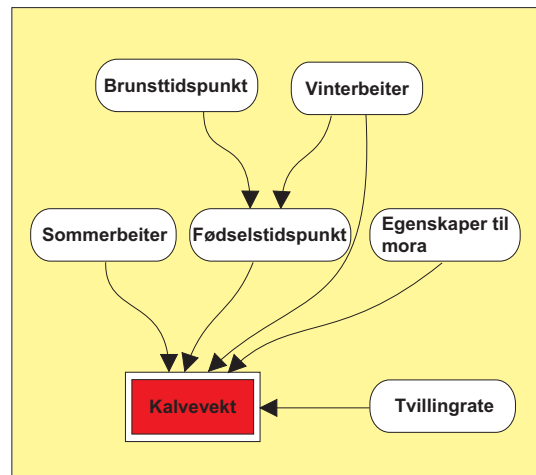 Brunsttidspunkt
Vinterbeiter
Sommerbeiter
Fødselstidspunkt
Egenskaper til
mora
Kalvevekt
Tvillingrate